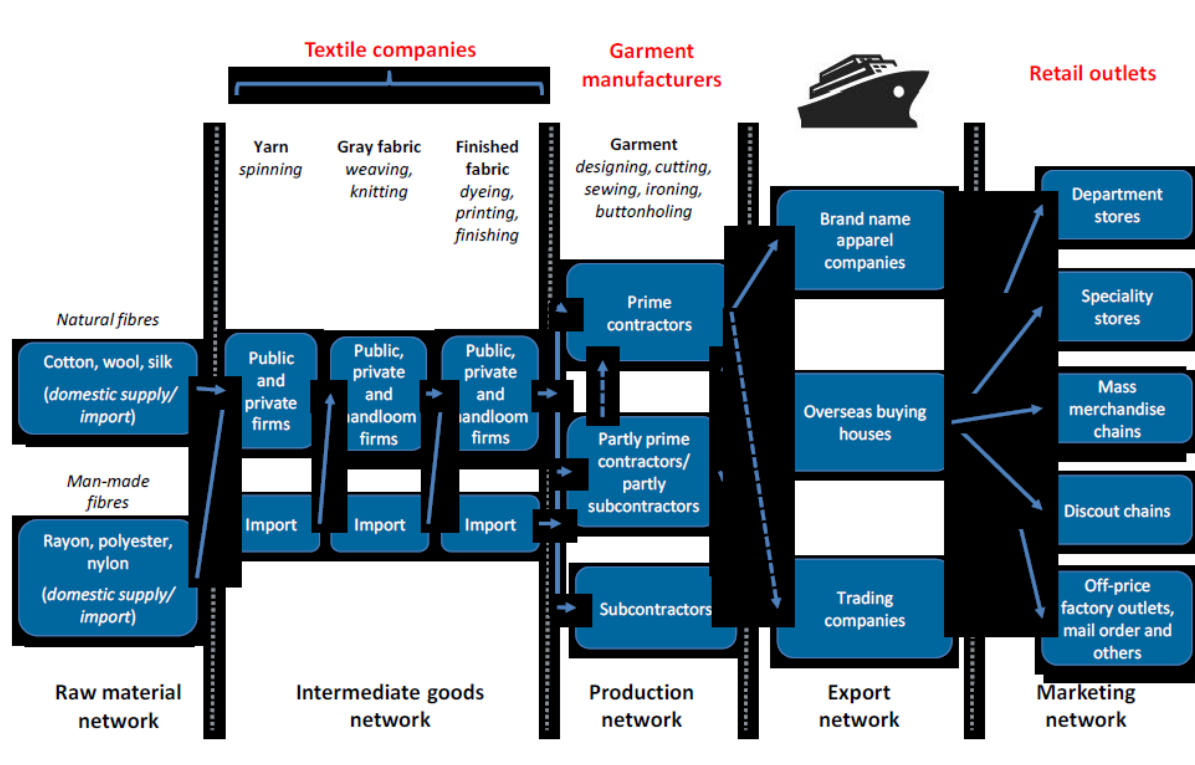 Textile companies
Garment
manufacturers
Retail outlets
Yarn
spinning
Gray fabric
weaving,
knitting
Finished
fabric
dyeing,
printing,
finishing
Garment
designing, cutting,
sewing, ironing,
buttonholing
Natural fibres
Cotton, wool, silk
(domestic supply/
import)
Man-made
fibres
Rayon, polyester,
nylon
(domestic supply/
import)
Public
and
private
firms
Import
Public,
private
and
handloom
firms
Import
Public,
private
and
handloom
firms
Import
Prime
contractors
Partly prime
contractors/
partly
subcontractors
Subcontractors
Brand name
apparel
companies
Overseas buying
houses
Trading
companies
Department
stores
Speciality
stores
Mass
merchandise
chains
Discout chains
Off-price
factory outlets,
mail order and
others
Raw material
network
Intermediate goods
network
Production
network
Export
network
Marketing
network